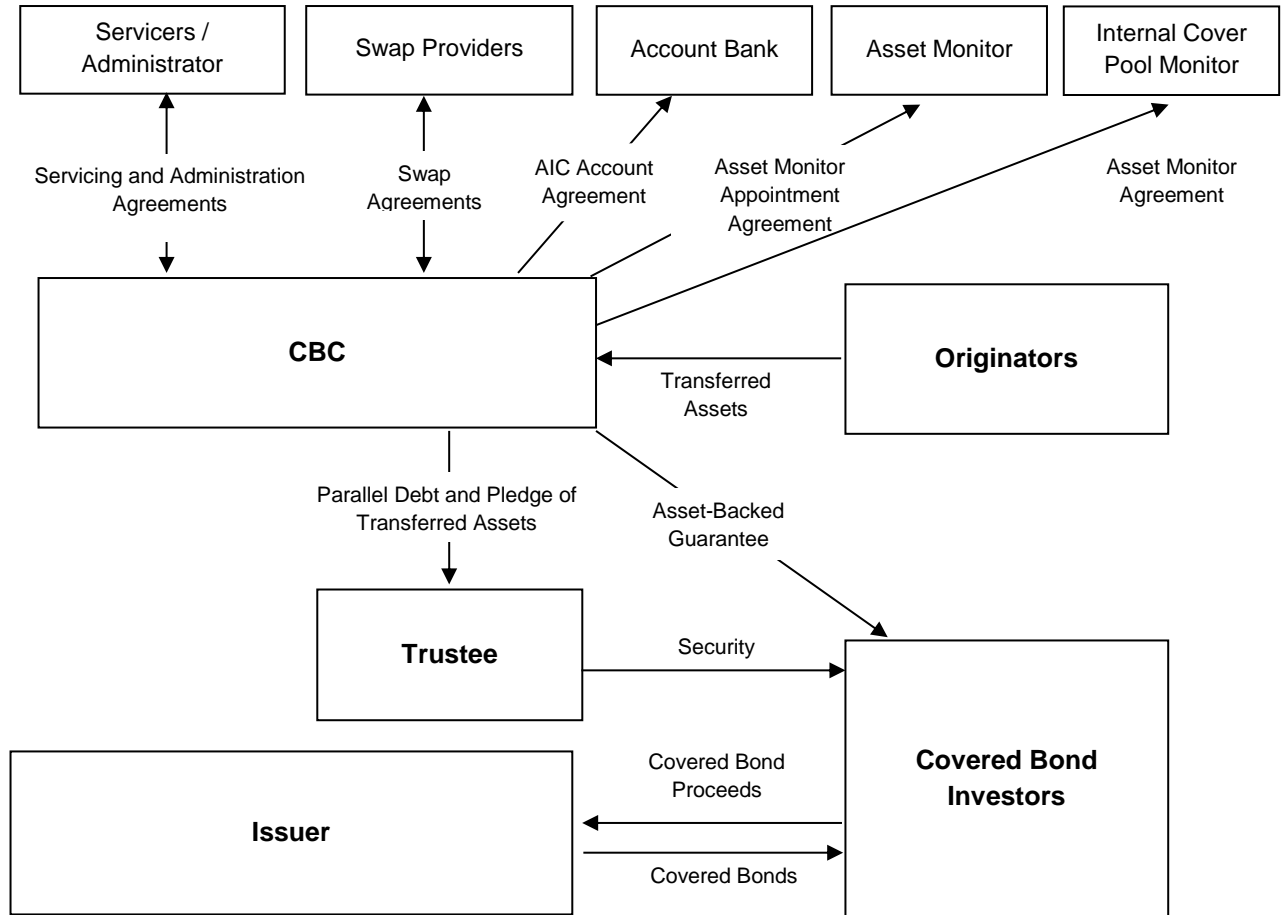 Servicers /
Administrator
Swap Providers
Account Bank
Asset Monitor
Internal Cover
Pool Monitor
Servicing and Administration
Agreements
Swap
Agreements
AIC Account
Agreement
Asset Monitor
Appointment
Agreement
Asset Monitor
Agreement
CBC
Originators
Transferred
Assets
Parallel Debt and Pledge of
Transferred Assets
Asset-Backed
Guarantee
Trustee
Security
Covered Bond
Investors
Covered Bond
Proceeds
Issuer
Covered Bonds